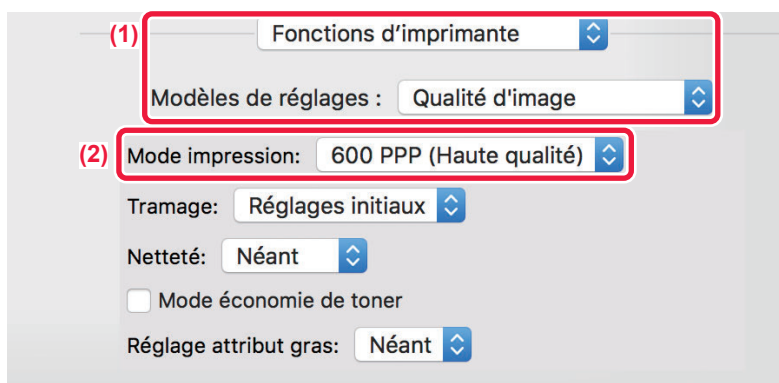 (1) Fonctions d'imprimante
Modèles de réglages : Qualité d'image
(2) Mode impression: 600 PPP (Haute qualité)
Tramage: Réglages initiaux
Netteté: Néant
Mode économie de toner
Réglage attribut gras: Néant